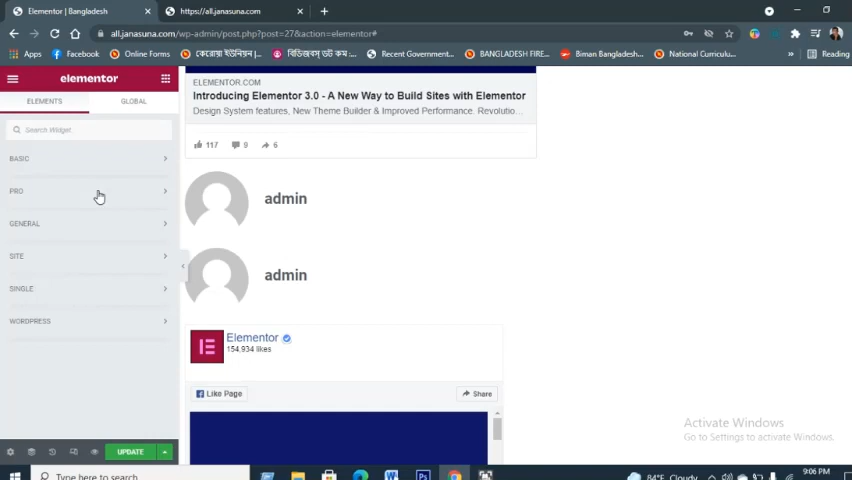 Elementor | Bangladesh
https://all.janasuna.com
all.janasuna.com/wp-admin/post.php?post=27&action=elementor#
Apps
Facebook
Online Forms
কেরোয়া ইউনিয়ন |...
বিডিজবস্ ডট কম :...
Recent Government...
BANGLADESH FIRE...
Biman Bangladesh...
National Curriculu...
»
Reading
elementor
ELEMENTS
GLOBAL
Search Widget
BASIC
PRO
GENERAL
SITE
SINGLE
WORDPRESS
UPDATE
ELEMENTOR.COM
Introducing Elementor 3.0 - A New Way to Build Sites with Elementor
Design System features, New Theme Builder & Improved Performance. Revolutio...
117
9
6
admin
admin
Elementor
154,934 likes
Like Page
Share
Activate Windows
Go to Settings to activate Windows.
Type here to search
84°F Cloudy
9:06 PM